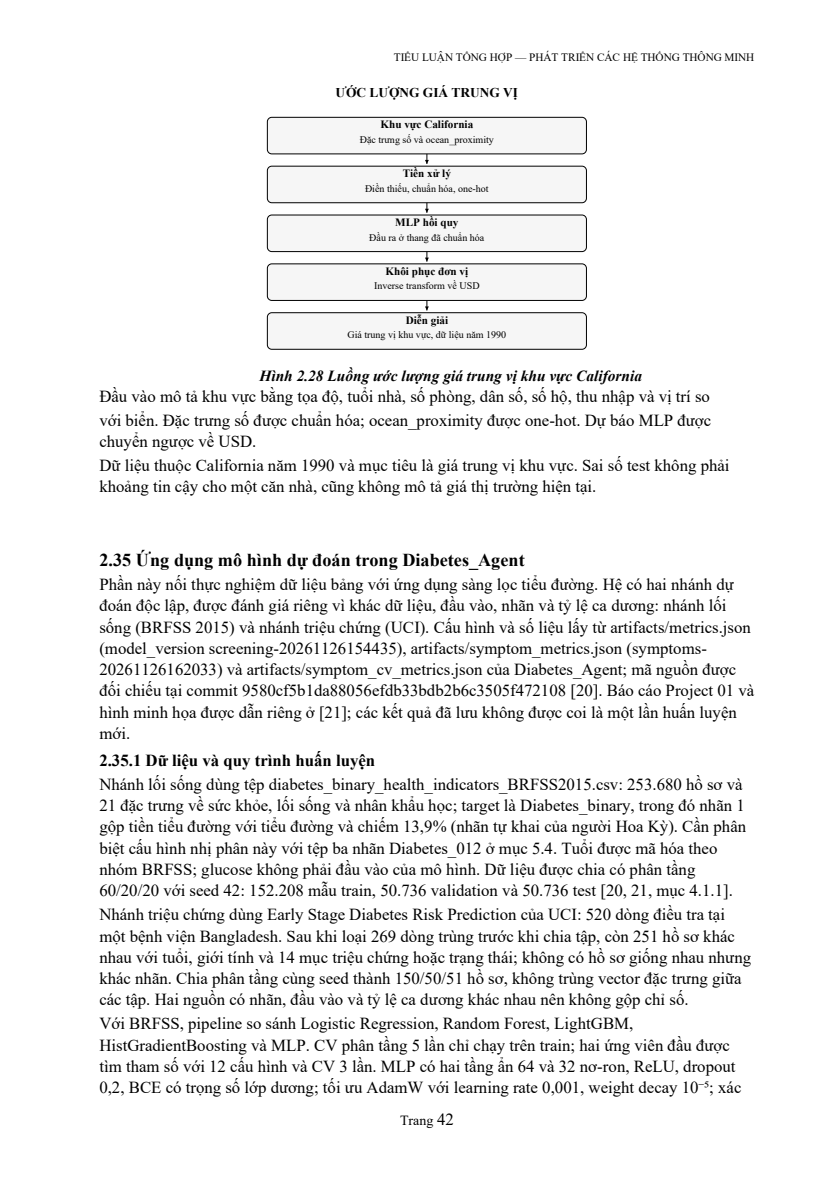 TIỂU LUẬN TỔNG HỢP — PHÁT TRIỂN CÁC HỆ THỐNG THÔNG MINH
ƯỚC LƯỢNG GIÁ TRUNG VỊ
Khu vực California
Đặc trưng số và ocean_proximity
Tiền xử lý
Điền thiếu, chuẩn hóa, one-hot
MLP hồi quy
Đầu ra ở thang đã chuẩn hóa
Khôi phục đơn vị
Inverse transform về USD
Diễn giải
Giá trung vị khu vực, dữ liệu năm 1990
Hình 2.28 Luồng ước lượng giá trung vị khu vực California
Đầu vào mô tả khu vực bằng tọa độ, tuổi nhà, số phòng, dân số, số hộ, thu nhập và vị trí so
với biển. Đặc trưng số được chuẩn hóa; ocean_proximity được one-hot. Dự báo MLP được
chuyển ngược về USD.
Dữ liệu thuộc California năm 1990 và mục tiêu là giá trung vị khu vực. Sai số test không phải
khoảng tin cậy cho một căn nhà, cũng không mô tả giá thị trường hiện tại.
2.35 Ứng dụng mô hình dự đoán trong Diabetes_Agent
Phần này nối thực nghiệm dữ liệu bảng với ứng dụng sàng lọc tiểu đường. Hệ có hai nhánh dự
đoán độc lập, được đánh giá riêng vì khác dữ liệu, đầu vào, nhãn và tỷ lệ ca dương: nhánh lối
sống (BRFSS 2015) và nhánh triệu chứng (UCI). Cấu hình và số liệu lấy từ artifacts/metrics.json
(model_version screening-20261126154435), artifacts/symptom_metrics.json (symptoms-
20261126162033) và artifacts/symptom_cv_metrics.json của Diabetes_Agent; mã nguồn được
đối chiếu tại commit 9580cf5b1da88056efdb33bdb2b6c3505f472108 [20]. Báo cáo Project 01 và
hình minh họa được dẫn riêng ở [21]; các kết quả đã lưu không được coi là một lần huấn luyện
mới.
2.35.1 Dữ liệu và quy trình huấn luyện
Nhánh lối sống dùng tệp diabetes_binary_health_indicators_BRFSS2015.csv: 253.680 hồ sơ và
21 đặc trưng về sức khỏe, lối sống và nhân khẩu học; target là Diabetes_binary, trong đó nhãn 1
gộp tiền tiểu đường với tiểu đường và chiếm 13,9% (nhãn tự khai của người Hoa Kỳ). Cần phân
biệt cấu hình nhị phân này với tệp ba nhãn Diabetes_012 ở mục 5.4. Tuổi được mã hóa theo
nhóm BRFSS; glucose không phải đầu vào của mô hình. Dữ liệu được chia có phân tầng
60/20/20 với seed 42: 152.208 mẫu train, 50.736 validation và 50.736 test [20, 21, mục 4.1.1].
Nhánh triệu chứng dùng Early Stage Diabetes Risk Prediction của UCI: 520 dòng điều tra tại
một bệnh viện Bangladesh. Sau khi loại 269 dòng trùng trước khi chia tập, còn 251 hồ sơ khác
nhau với tuổi, giới tính và 14 mục triệu chứng hoặc trạng thái; không có hồ sơ giống nhau nhưng
khác nhãn. Chia phân tầng cùng seed thành 150/50/51 hồ sơ, không trùng vector đặc trưng giữa
các tập. Hai nguồn có nhãn, đầu vào và tỷ lệ ca dương khác nhau nên không gộp chỉ số.
Với BRFSS, pipeline so sánh Logistic Regression, Random Forest, LightGBM,
HistGradientBoosting và MLP. CV phân tầng 5 lần chỉ chạy trên train; hai ứng viên đầu được
tìm tham số với 12 cấu hình và CV 3 lần. MLP có hai tầng ẩn 64 và 32 nơ-ron, ReLU, dropout
0,2, BCE có trọng số lớp dương; tối ưu AdamW với learning rate 0,001, weight decay 10⁻⁵; xác
Trang 42